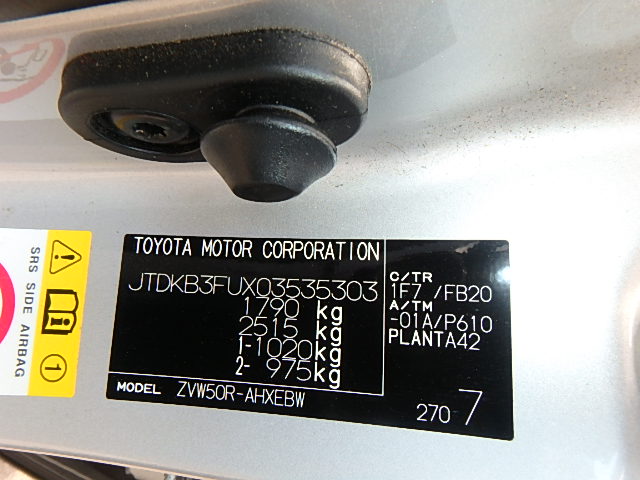 TOYOTA MOTOR CORPORATION
JTDKB3FUX03535303
1790 kg
2515 kg
1-1020kg
2- 975kg
MODEL ZVW50R-AHXEBW
C/TR
1F7 /FB20
A/TM
-01A/P610
PLANTA42
270 7
SRS SIDE AIRBAG
1